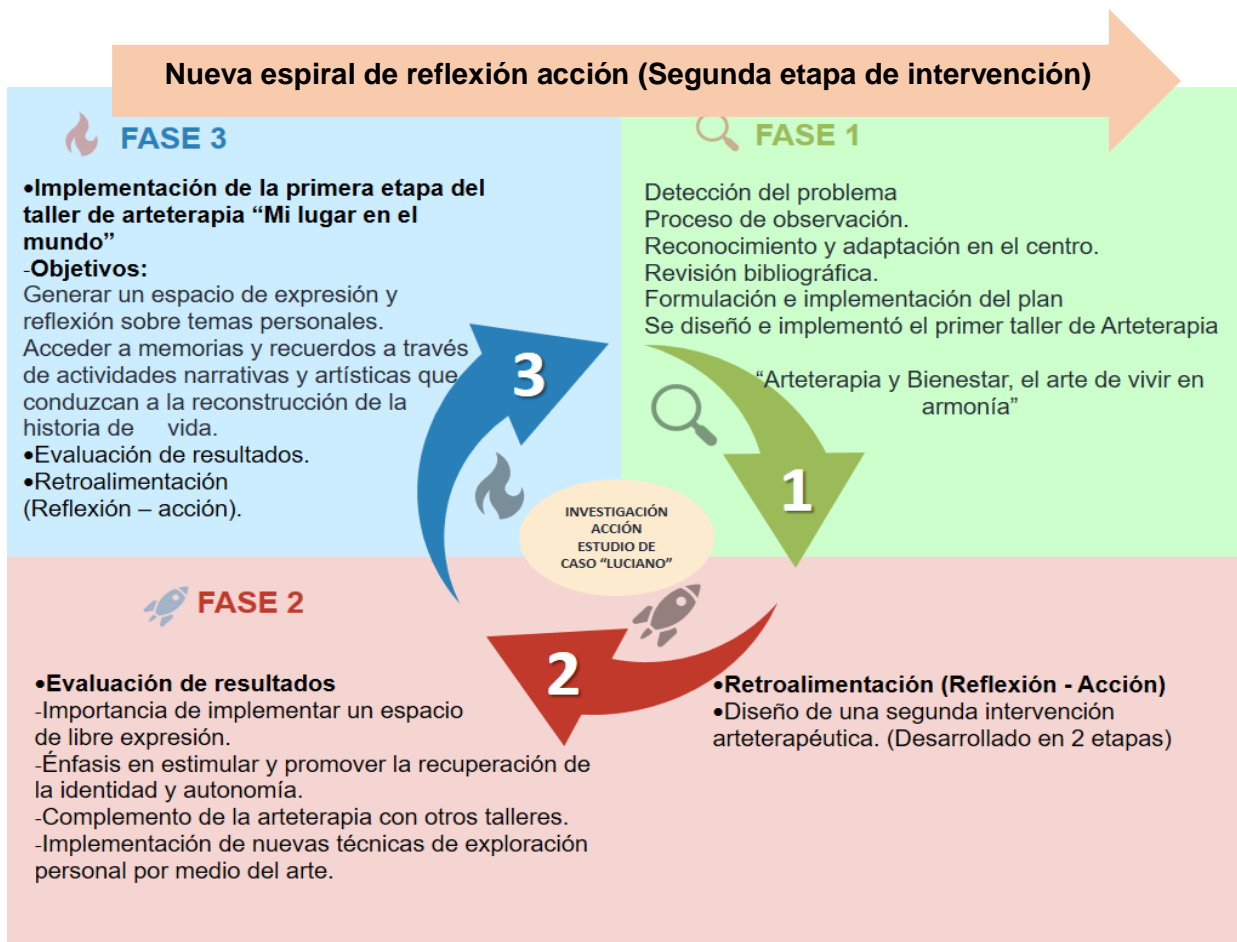 Nueva espiral de reflexión acción (Segunda etapa de intervención)
FASE 3
•Implementación de la primera etapa del
taller de arteterapia “Mi lugar en el
mundo”
-Objetivos:
Generar un espacio de expresión y
reflexión sobre temas personales.
Acceder a memorias y recuerdos a través
de actividades narrativas y artísticas que
conduzcan a la reconstrucción de la
historia de vida.
•Evaluación de resultados.
•Retroalimentación
(Reflexión – acción).
3
FASE 1
Detección del problema
Proceso de observación.
Reconocimiento y adaptación en el centro.
Revisión bibliográfica.
Formulación e implementación del plan
Se diseñó e implementó el primer taller de Arteterapia
“Arteterapia y Bienestar, el arte de vivir en
armonía”
1
INVESTIGACIÓN
ACCIÓN
ESTUDIO DE
CASO “LUCIANO”
FASE 2
2
•Evaluación de resultados
-Importancia de implementar un espacio
de libre expresión.
-Énfasis en estimular y promover la recuperación de
la identidad y autonomía.
-Complemento de la arteterapia con otros talleres.
-Implementación de nuevas técnicas de exploración
personal por medio del arte.
•Retroalimentación (Reflexión - Acción)
•Diseño de una segunda intervención
arteterapéutica. (Desarrollado en 2 etapas)